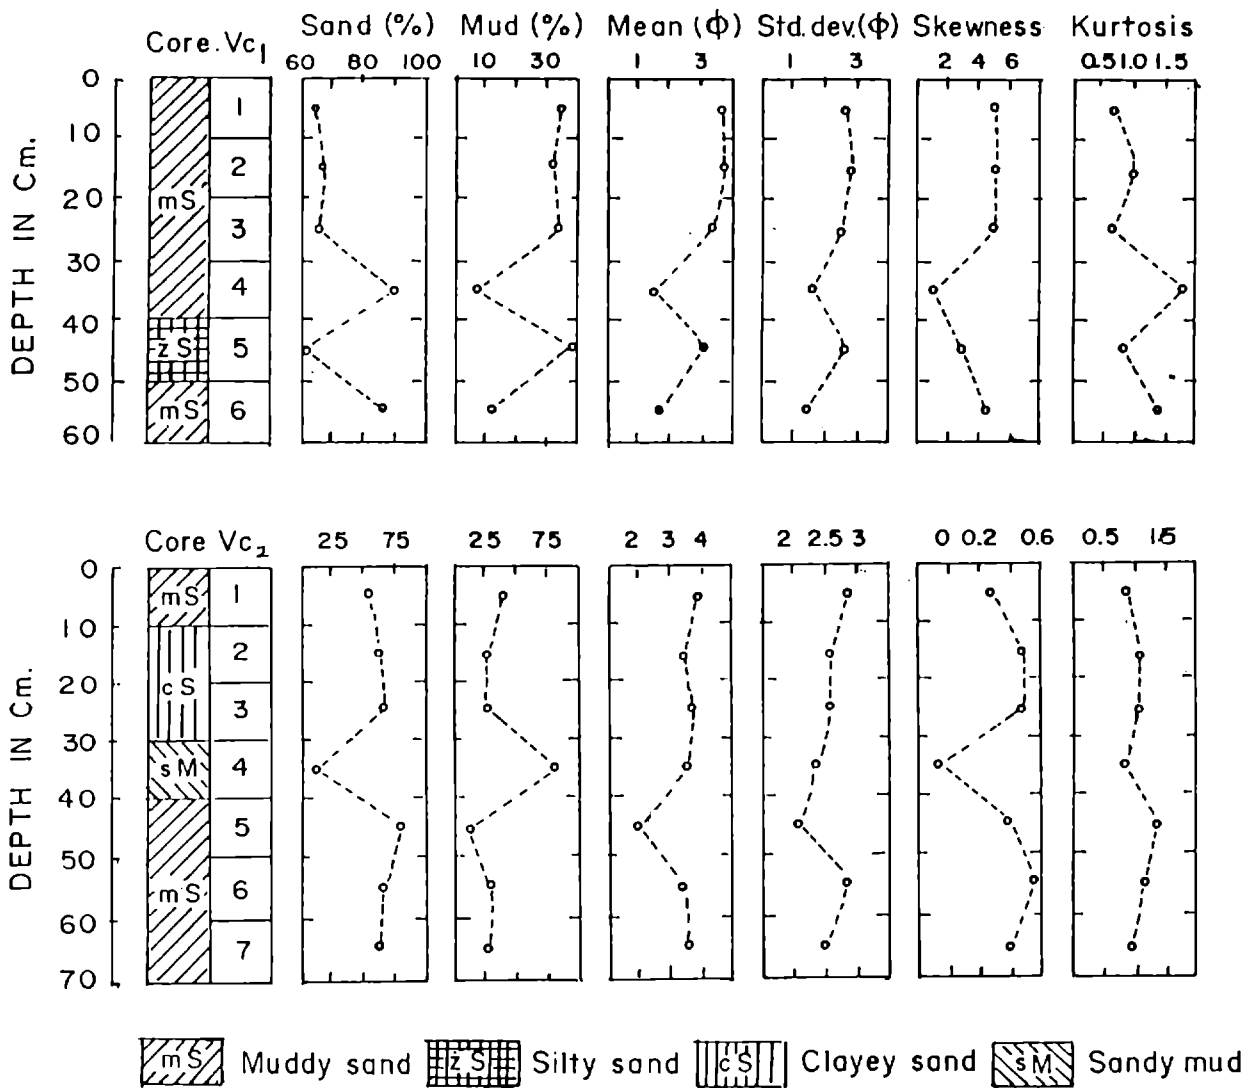 Core. Vc1 Sand (%) Mud (%) Mean (ϕ) Std. dev. (ϕ) Skewness Kurtosis
60 80 100 10 30 1 3 1 3 2 4 6 0.5 1.0 1.5
DEPTH IN Cm.
0
10
20
30
40
50
60
mS
zS
mS
1
2
3
4
5
6
Core Vc2 25 75 25 75 2 3 4 2 2.5 3 0 0.2 0.6 0.5 1.5
DEPTH IN Cm.
0
10
20
30
40
50
60
70
mS
cS
sM
mS
1
2
3
4
5
6
7
mS Muddy sand zS Silty sand cS Clayey sand sM Sandy mud